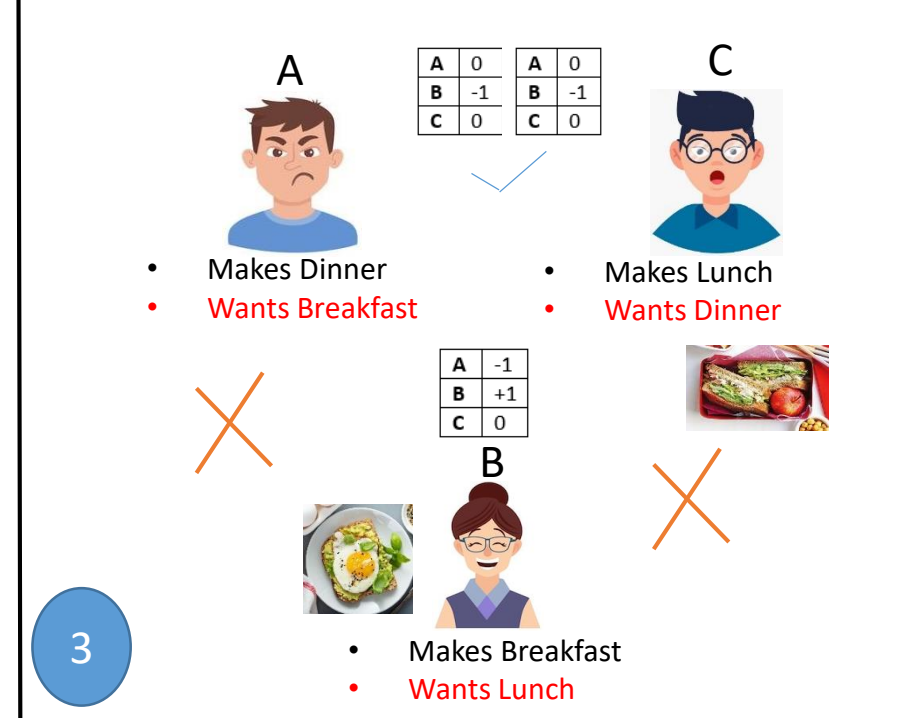 A
C
A 0
B -1
C 0
A 0
B -1
C 0
• Makes Dinner
• Wants Breakfast
• Makes Lunch
• Wants Dinner
A -1
B +1
C 0
B
3
• Makes Breakfast
• Wants Lunch